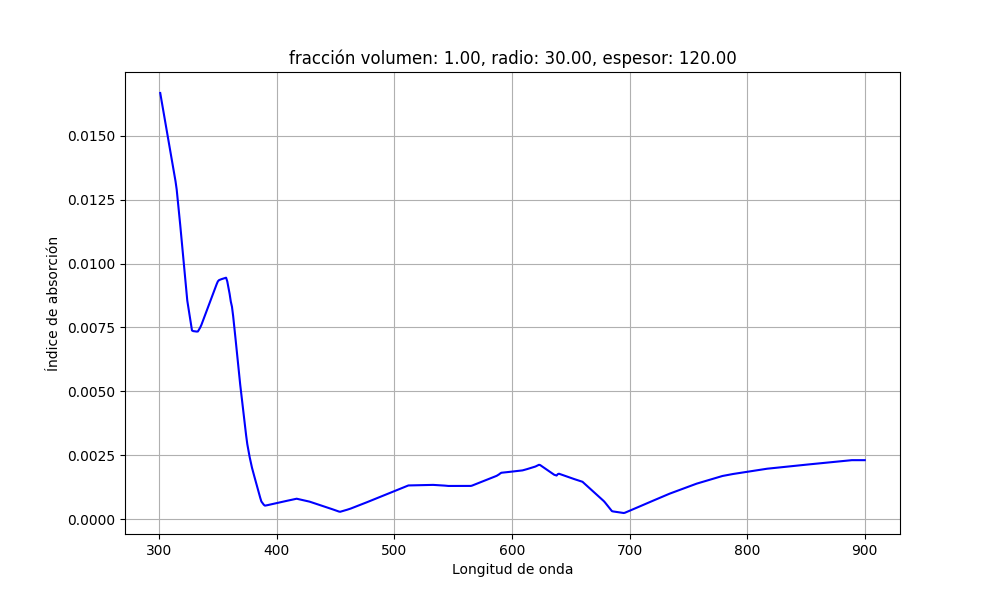 fracción volumen: 1.00, radio: 30.00, espesor: 120.00
Índice de absorción
0.0150
0.0125
0.0100
0.0075
0.0050
0.0025
0.0000
300 400 500 600 700 800 900
Longitud de onda